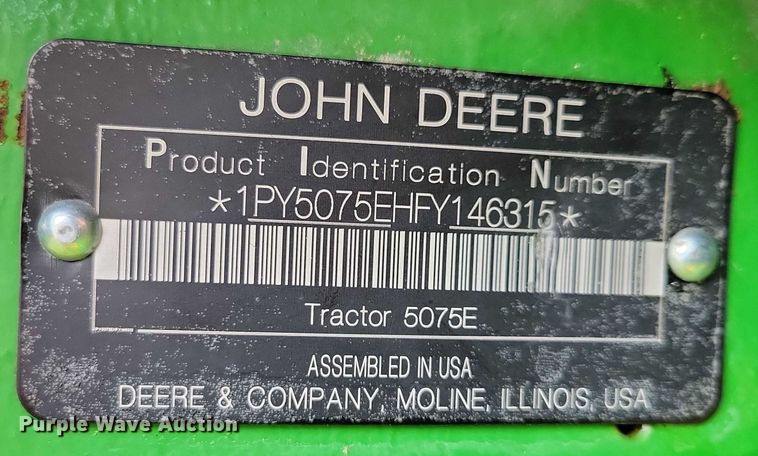 JOHN DEERE
Product Identification Number
*1PY5075EHFY146315*
Tractor 5075E
ASSEMBLED IN USA
DEERE & COMPANY, MOLINE, ILLINOIS, USA
Purple Wave Auction